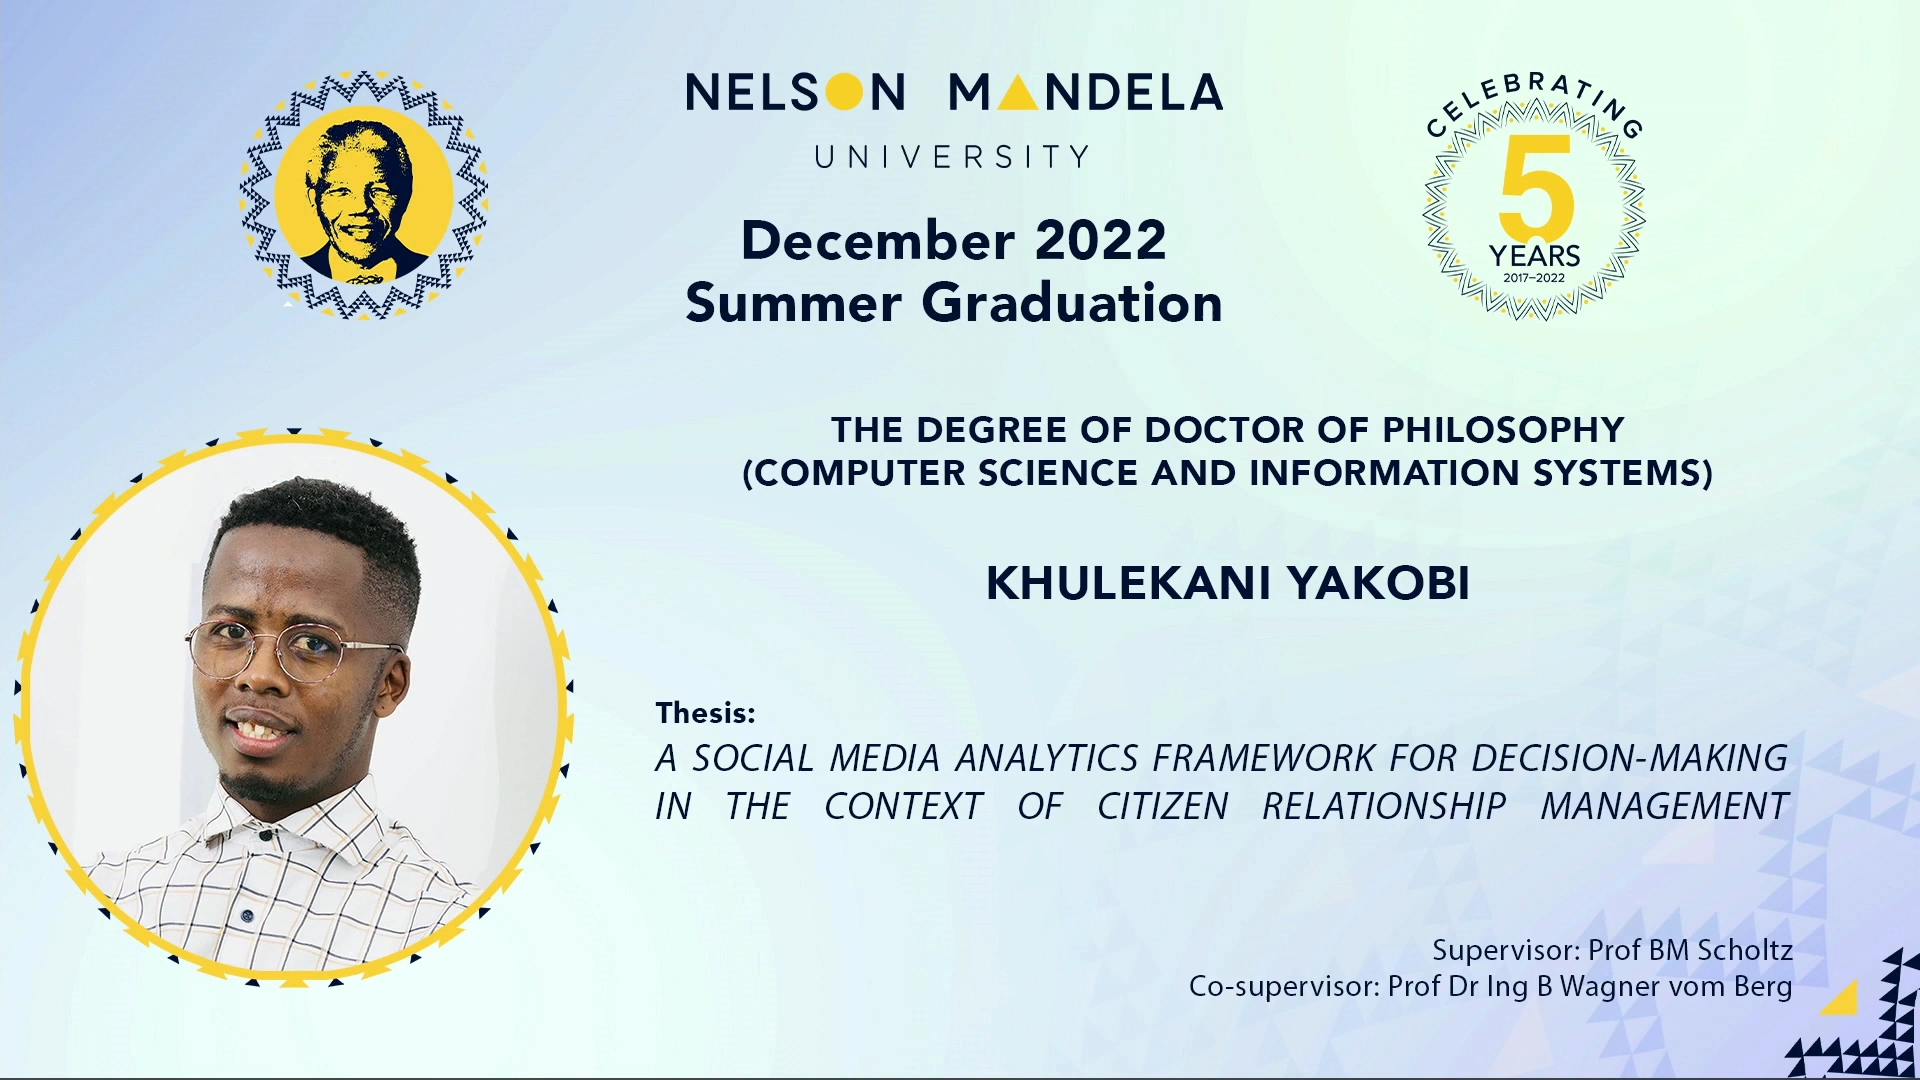 NELSON MANDELA
UNIVERSITY
December 2022
Summer Graduation
CELEBRATING
5
YEARS
2017–2022
THE DEGREE OF DOCTOR OF PHILOSOPHY
(COMPUTER SCIENCE AND INFORMATION SYSTEMS)
KHULEKANI YAKOBI
Thesis:
A SOCIAL MEDIA ANALYTICS FRAMEWORK FOR DECISION-MAKING
IN THE CONTEXT OF CITIZEN RELATIONSHIP MANAGEMENT
Supervisor: Prof BM Scholtz
Co-supervisor: Prof Dr Ing B Wagner vom Berg